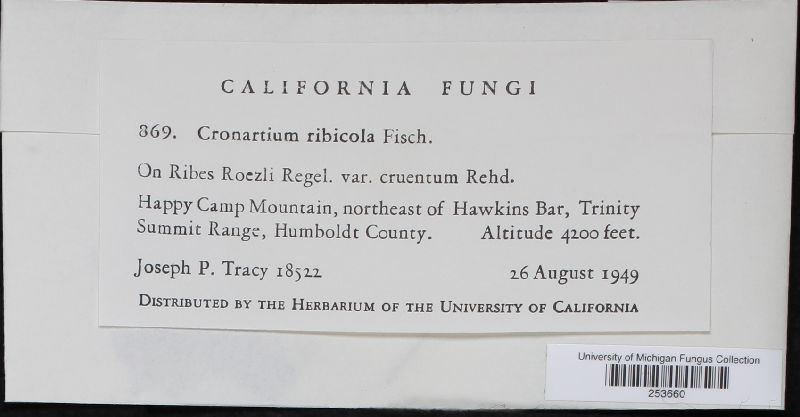 CALIFORNIA FUNGI
869. Cronartium ribicola Fisch.
On Ribes Roezli Regel. var. cruentum Rehd.
Happy Camp Mountain, northeast of Hawkins Bar, Trinity
Summit Range, Humboldt County. Altitude 4200 feet.
Joseph P. Tracy 18522 26 August 1949
DISTRIBUTED BY THE HERBARIUM OF THE UNIVERSITY OF CALIFORNIA
University of Michigan Fungus Collection
253660